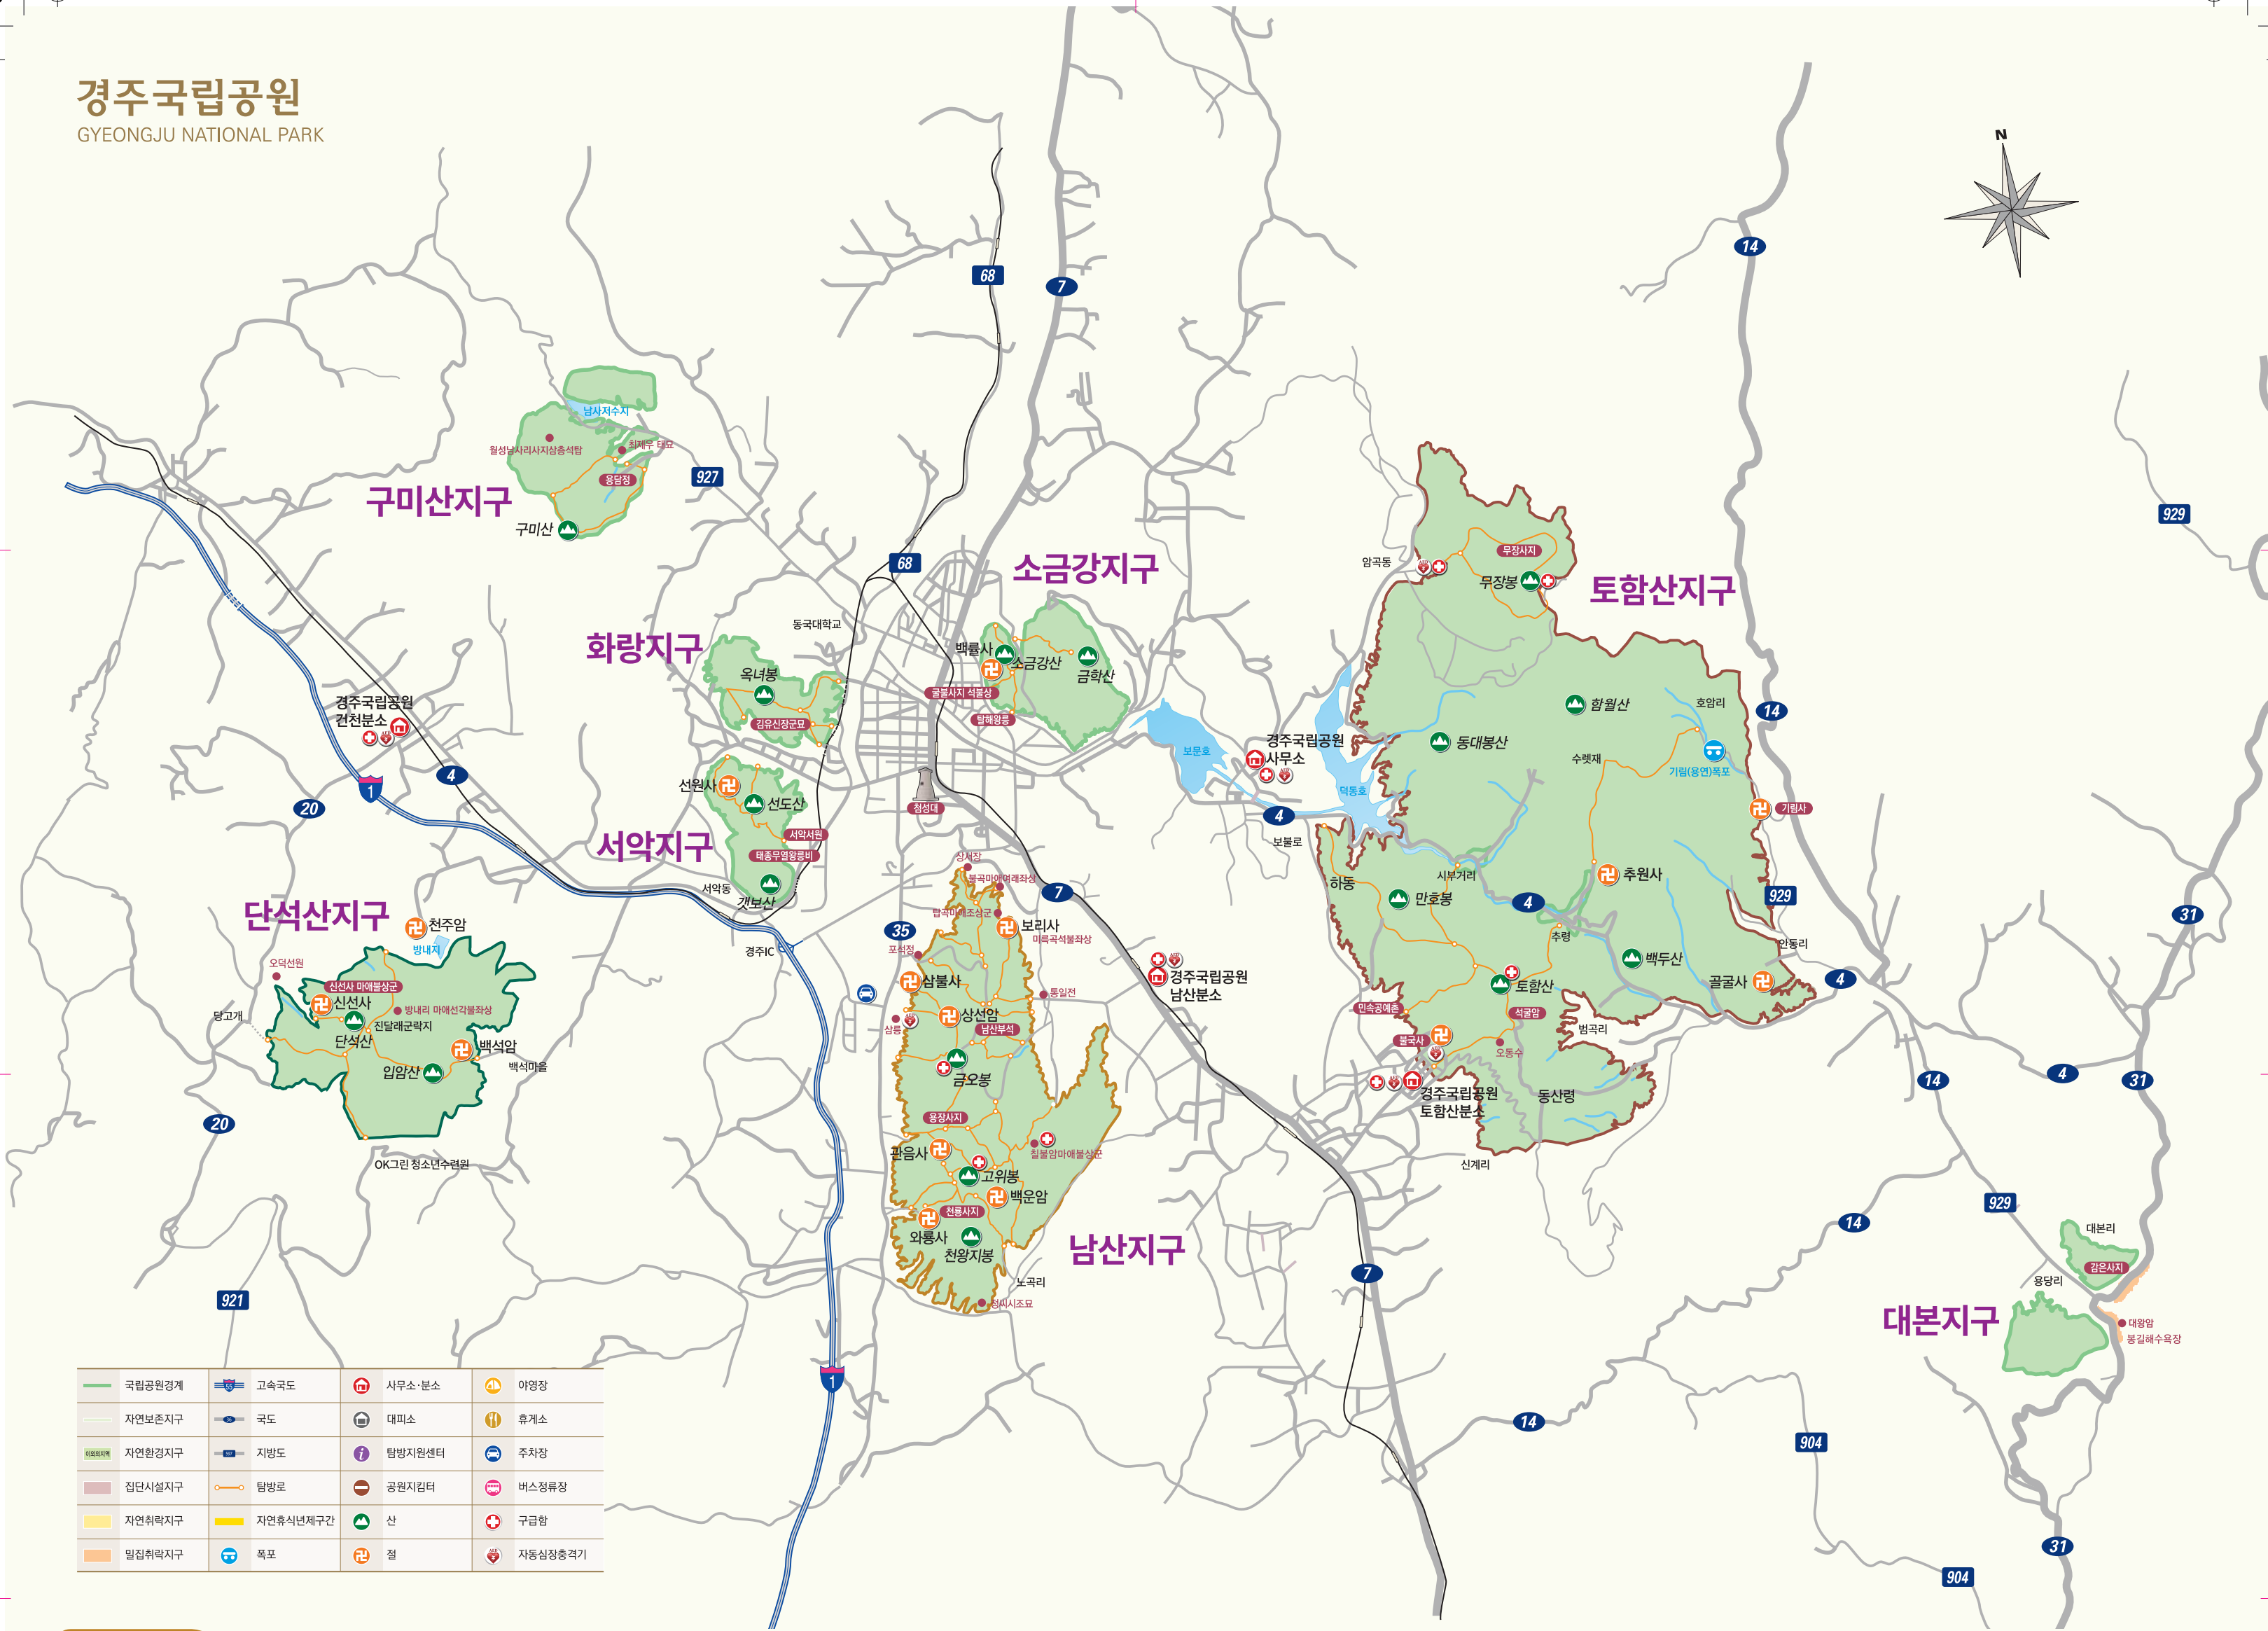 경주국립공원
GYEONGJU NATIONAL PARK
N
14
68
7
남사저수지
월성남사리사지삼층석탑
최제우 태묘
용담정
927
구미산지구
구미산
929
68
소금강지구
암곡동
무장사지
무장봉
토함산지구
동국대학교
화랑지구
옥녀봉
백률사
소금강산
금학산
굴불사지 석불상
탈해왕릉
김유신장군묘
함월산
호암리
14
동대봉산
수렛재
기림(용연)폭포
보문호
경주국립공원
사무소
덕동호
경주국립공원
건천분소
4
1
20
선원사
선도산
첨성대
4
기림사
서악지구
서악서원
태종무열왕릉비
보불로
상서장
불곡마애여래좌상
하동
시부거리
추원사
서악동
갯보산
7
만호봉
4
929
31
단석산지구
천주암
방내지
탑곡마애조상군
35
보리사
미륵곡석불좌상
포석정
경주IC
추령
안동리
백두산
오덕선원
신선사 마애불상군
신선사
방내리 마애선각불좌상
당고개
진달래군락지
단석산
백석암
입암산
백석마을
삼불사
통일전
경주국립공원
남산분소
삼릉
상선암
남산부석
토함산
골굴사
4
민속공예촌
석굴암
불국사
범곡리
오동수
금오봉
경주국립공원
토함산분소
동산령
14
4
31
20
용장사지
관음사
칠불암마애불상군
고위봉
백운암
신계리
OK그린 청소년수련원
천룡사지
와룡사
천왕지봉
남산지구
929
14
대본리
감은사지
용당리
노곡리
정씨시조묘
7
921
대본지구
대왕암
봉길해수욕장
1
14
904
31
904
국립공원경계
고속국도
사무소·분소
야영장
자연보존지구
국도
대피소
휴게소
이외의지역
자연환경지구
지방도
탐방지원센터
주차장
집단시설지구
탐방로
공원지킴터
버스정류장
자연취락지구
자연휴식년제구간
산
구급함
밀집취락지구
폭포
절
자동심장충격기